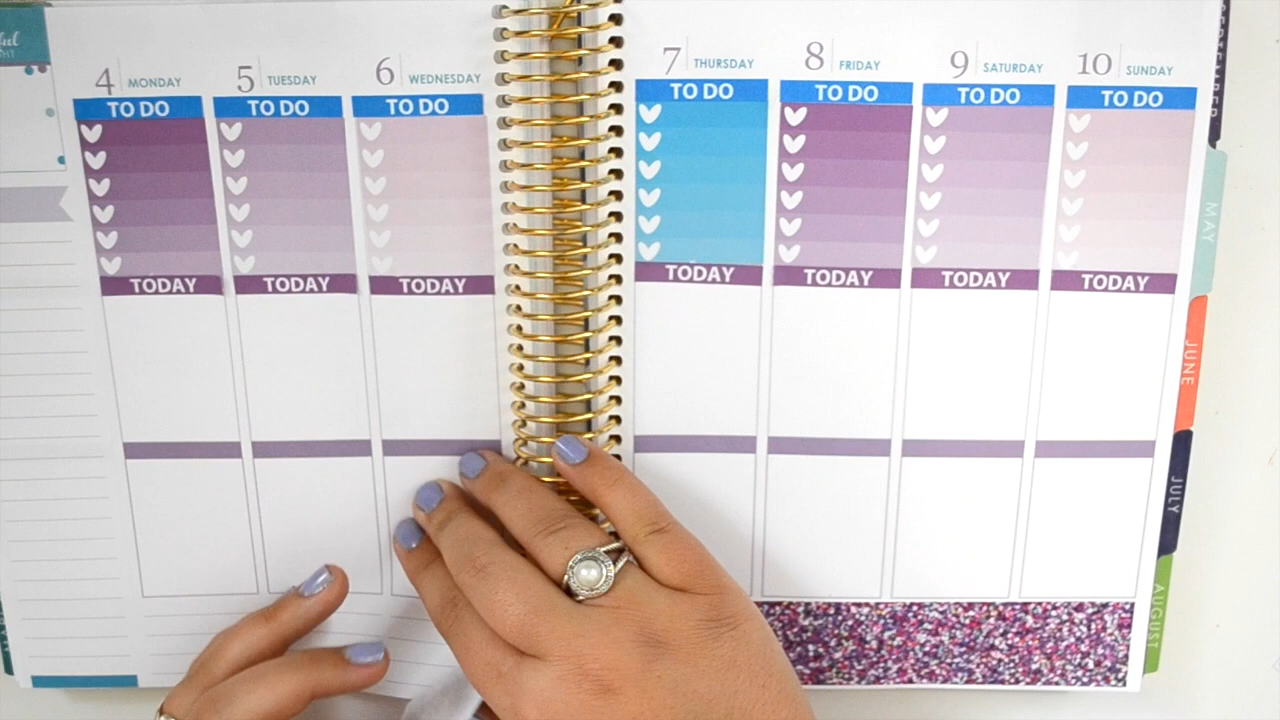 4 MONDAY
5 TUESDAY
6 WEDNESDAY
7 THURSDAY
8 FRIDAY
9 SATURDAY
10 SUNDAY
TO DO
TO DO
TO DO
TO DO
TO DO
TO DO
TO DO
TODAY
TODAY
TODAY
TODAY
TODAY
TODAY
TODAY
MAY
JUNE
JULY
AUGUST